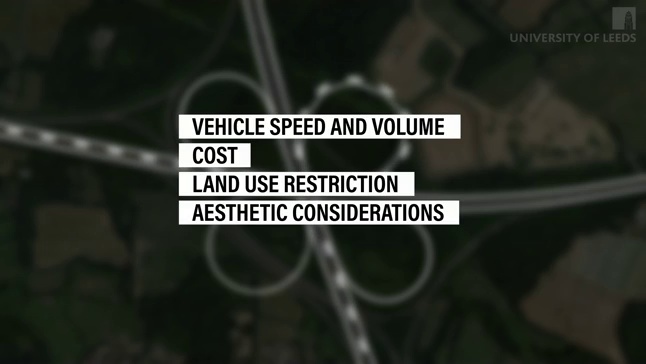 UNIVERSITY OF LEEDS
VEHICLE SPEED AND VOLUME
COST
LAND USE RESTRICTION
AESTHETIC CONSIDERATIONS